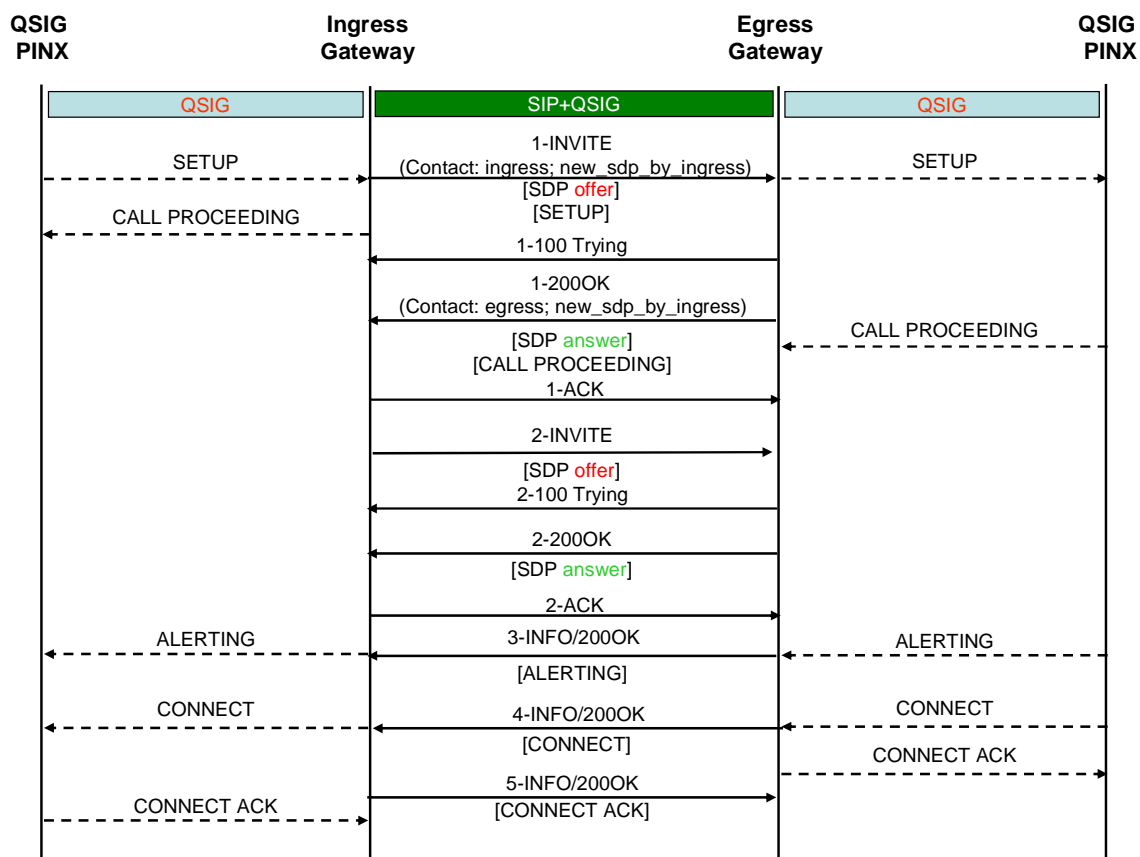 QSIG PINX
Ingress Gateway
Egress Gateway
QSIG PINX
QSIG
SIP+QSIG
QSIG
1-INVITE
SETUP
(Contact: ingress; new_sdp_by_ingress)
SETUP
[SDP offer]
[SETUP]
CALL PROCEEDING
1-100 Trying
1-200OK
(Contact: egress; new_sdp_by_ingress)
CALL PROCEEDING
[SDP answer]
[CALL PROCEEDING]
1-ACK
2-INVITE
[SDP offer]
2-100 Trying
2-200OK
[SDP answer]
2-ACK
ALERTING
3-INFO/200OK
ALERTING
[ALERTING]
CONNECT
4-INFO/200OK
CONNECT
[CONNECT]
CONNECT ACK
5-INFO/200OK
CONNECT ACK
[CONNECT ACK]